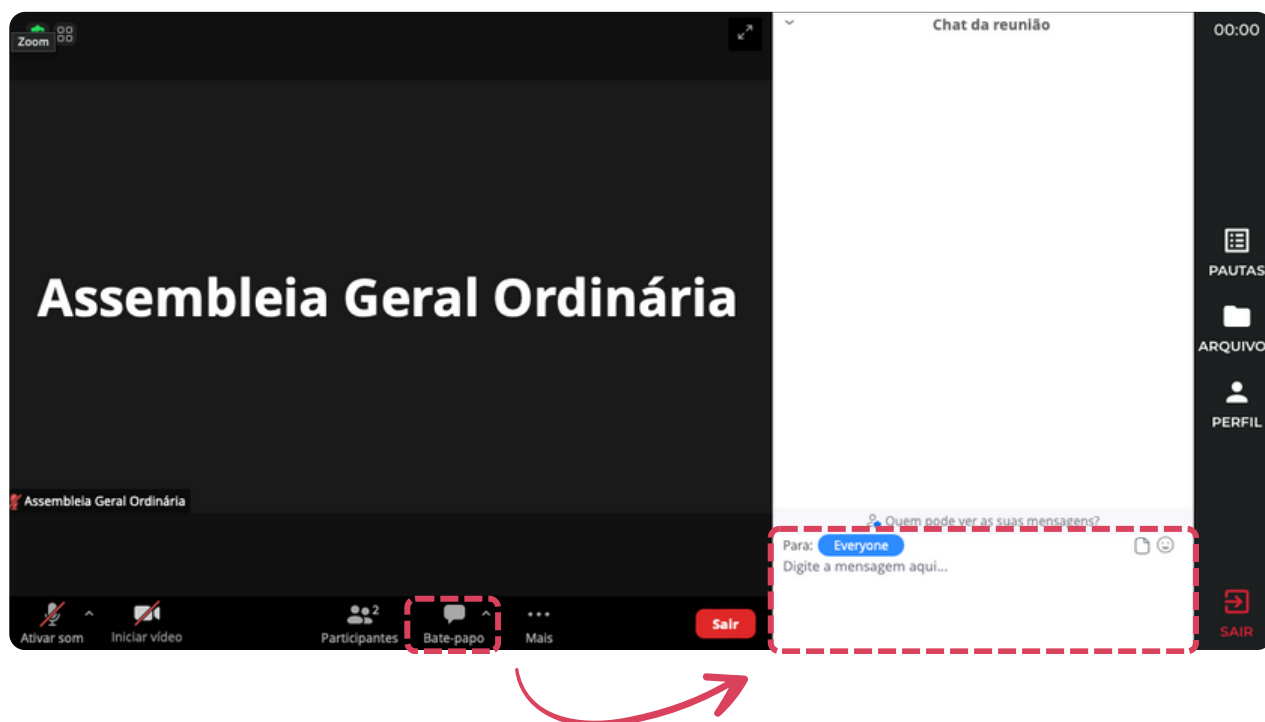 Zoom
Assembleia Geral Ordinária
Assembleia Geral Ordinária
Ativar som
Iniciar vídeo
2
Participantes
Bate-papo
Mais
Sair
Chat da reunião
Quem pode ver as suas mensagens?
Para: Everyone
Digite a mensagem aqui...
00:00
PAUTAS
ARQUIVO
PERFIL
SAIR